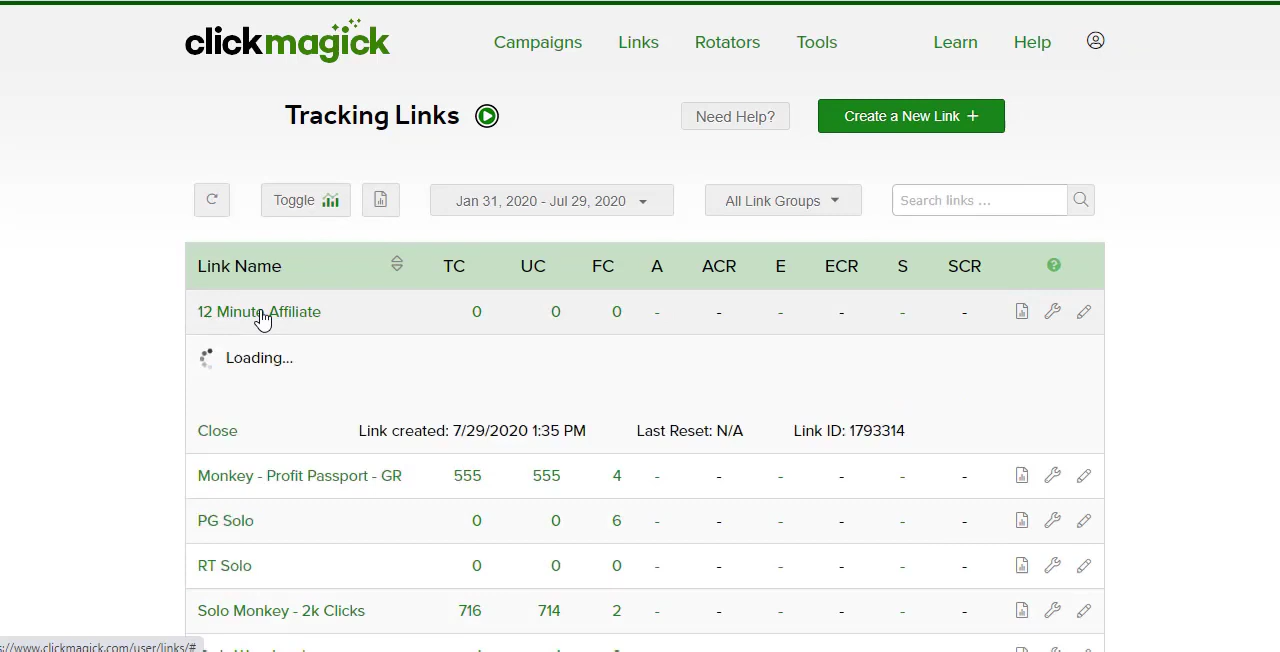 clickmagick
Campaigns Links Rotators Tools Learn Help
Tracking Links Need Help? Create a New Link +
Toggle Jan 31, 2020 - Jul 29, 2020 All Link Groups Search links ...
Link Name TC UC FC A ACR E ECR S SCR ?
12 Minute Affiliate 0 0 0 - - - - - -
Loading...
Close Link created: 7/29/2020 1:35 PM Last Reset: N/A Link ID: 1793314
Monkey - Profit Passport - GR 555 555 4 - - - - - -
PG Solo 0 0 6 - - - - - -
RT Solo 0 0 0 - - - - - -
Solo Monkey - 2k Clicks 716 714 2 - - - - - -
s://www.clickmagick.com/user/links/#